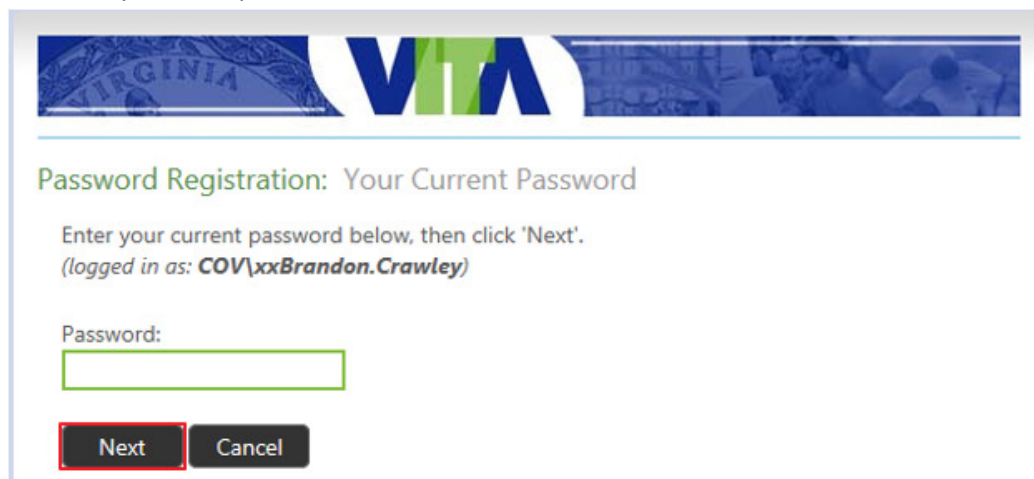 VIRGINIA
VITA
Password Registration: Your Current Password
Enter your current password below, then click 'Next'.
(logged in as: COV\xxBrandon.Crawley)
Password:
Next Cancel